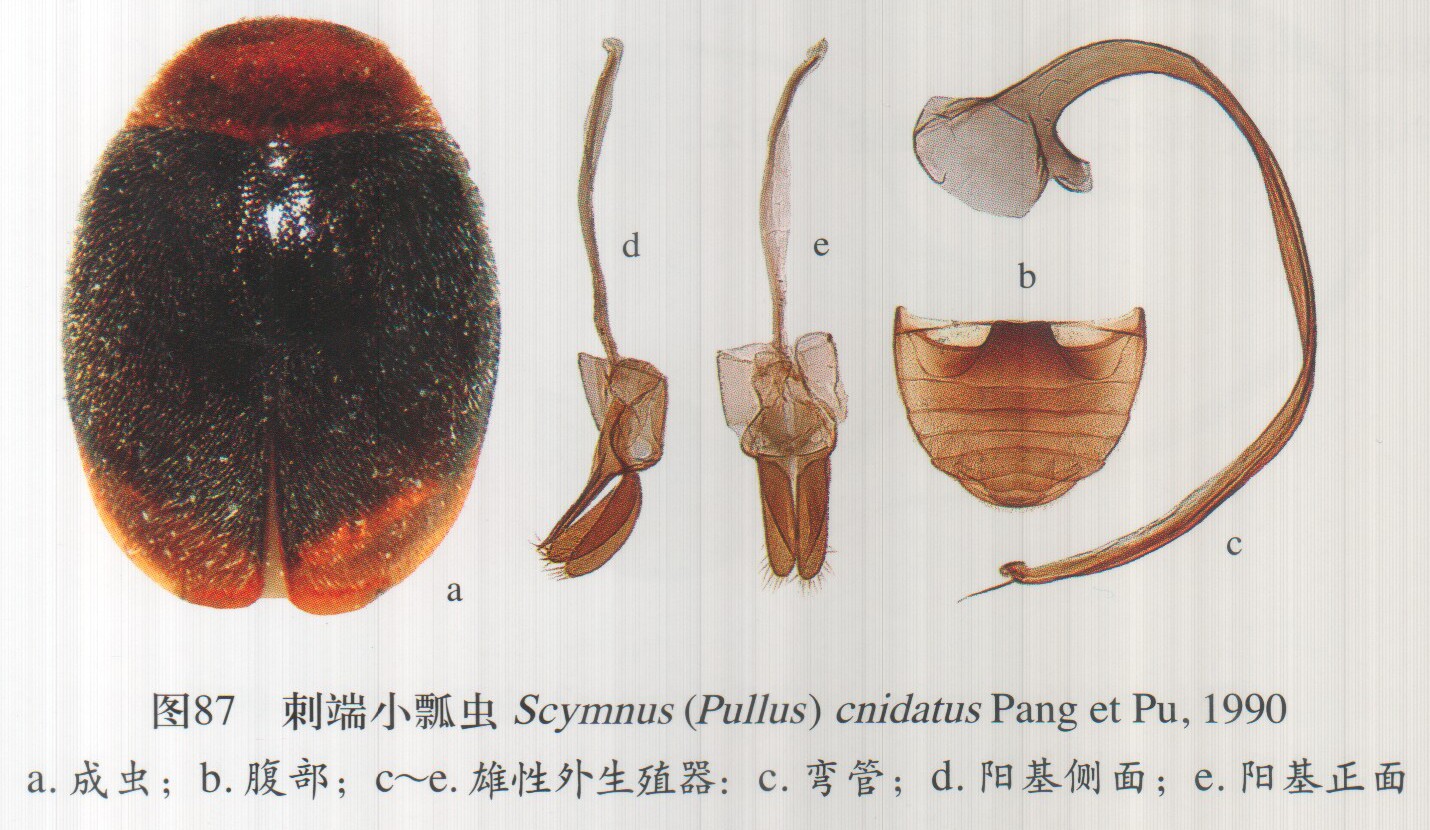 d
e
b
c
a
图87 刺端小瓢虫 Scymnus (Pullus) cnidatus Pang et Pu, 1990
a. 成虫；b. 腹部；c～e. 雄性外生殖器：c. 弯管；d. 阳基侧面；e. 阳基正面